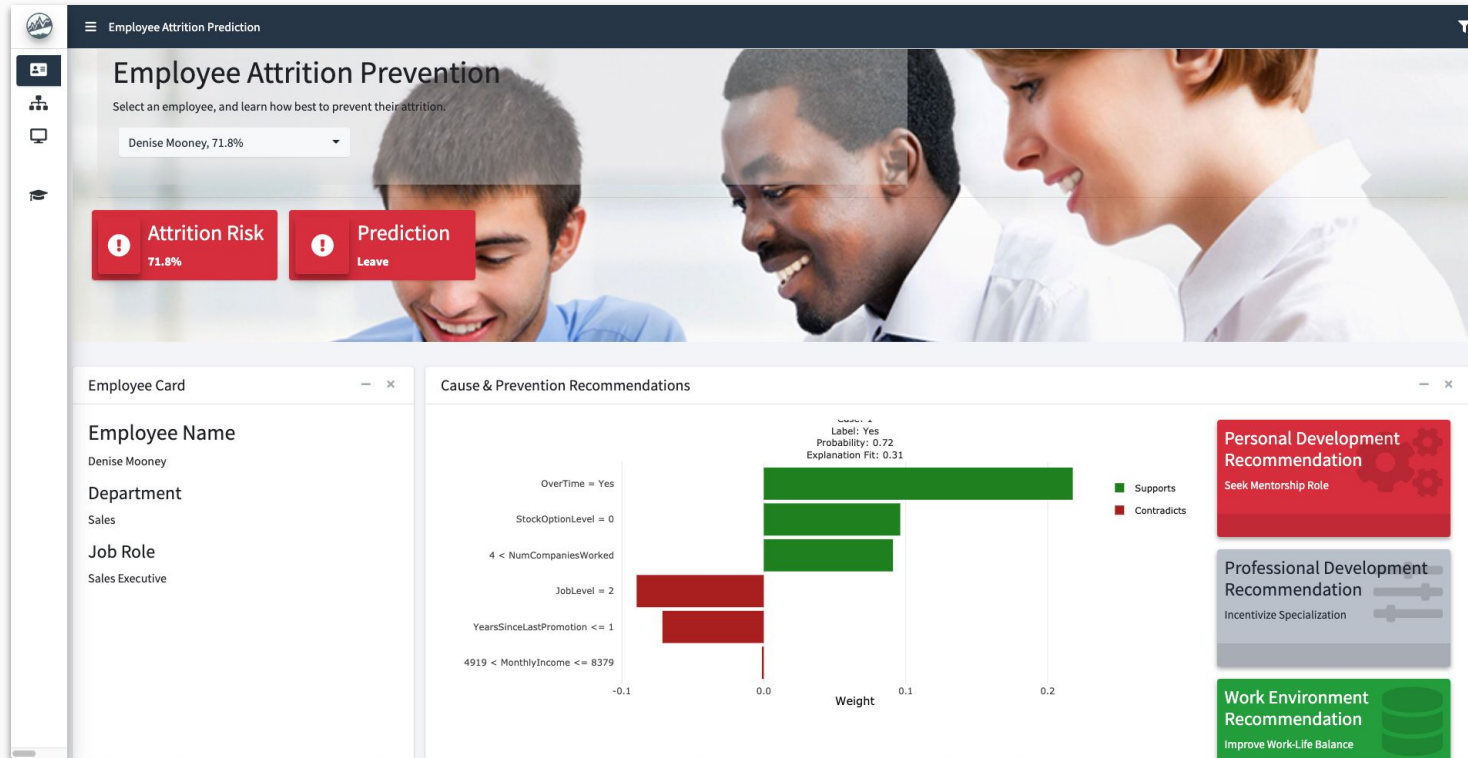 Employee Attrition Prediction
Employee Attrition Prevention
Select an employee, and learn how best to prevent their attrition.
Denise Mooney, 71.8%
Attrition Risk
71.8%
Prediction
Leave
Employee Card
Employee Name
Denise Mooney
Department
Sales
Job Role
Sales Executive
Cause & Prevention Recommendations
Label: Yes
Probability: 0.72
Explanation Fit: 0.31
OverTime = Yes
StockOptionLevel = 0
4 < NumCompaniesWorked
JobLevel = 2
YearsSinceLastPromotion <= 1
4919 < MonthlyIncome <= 8379
-0.1
0.0
0.1
0.2
Weight
Supports
Contradicts
Personal Development
Recommendation
Seek Mentorship Role
Professional Development
Recommendation
Incentivize Specialization
Work Environment
Recommendation
Improve Work-Life Balance